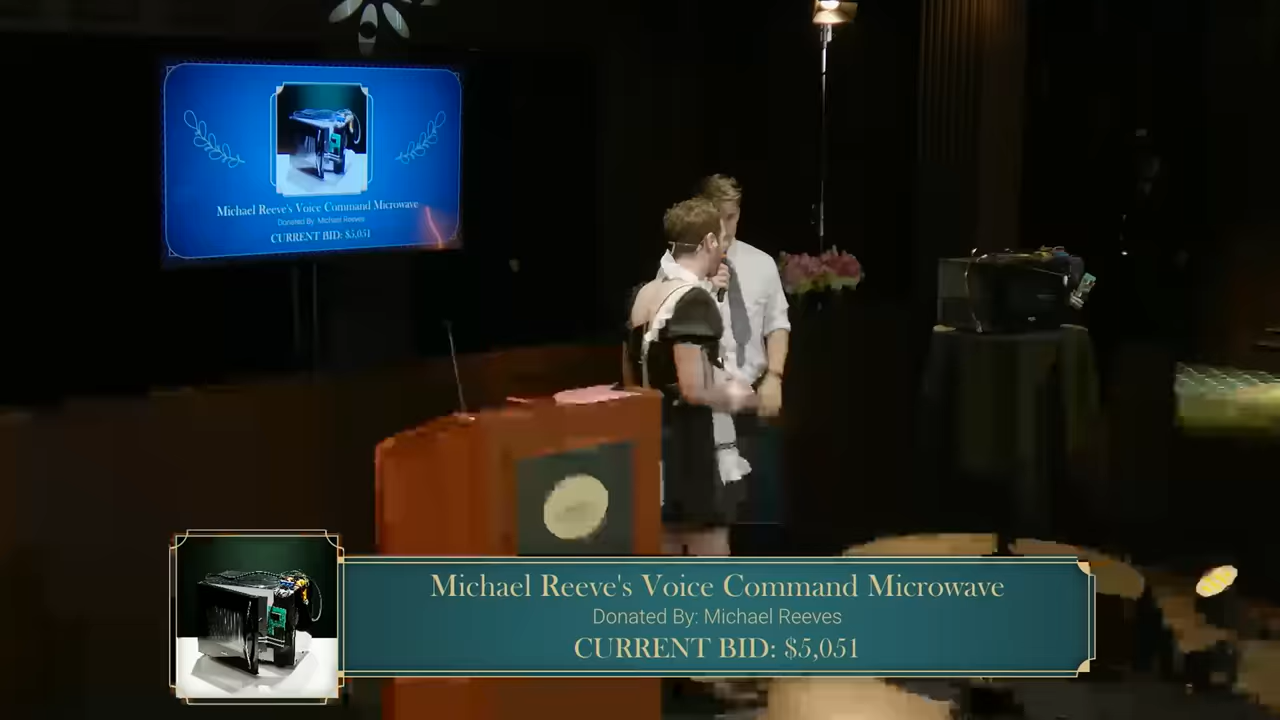 Michael Reeve's Voice Command Microwave
Donated By: Michael Reeves
CURRENT BID: $5,051
Michael Reeve's Voice Command Microwave
Donated By: Michael Reeves
CURRENT BID: $5,051